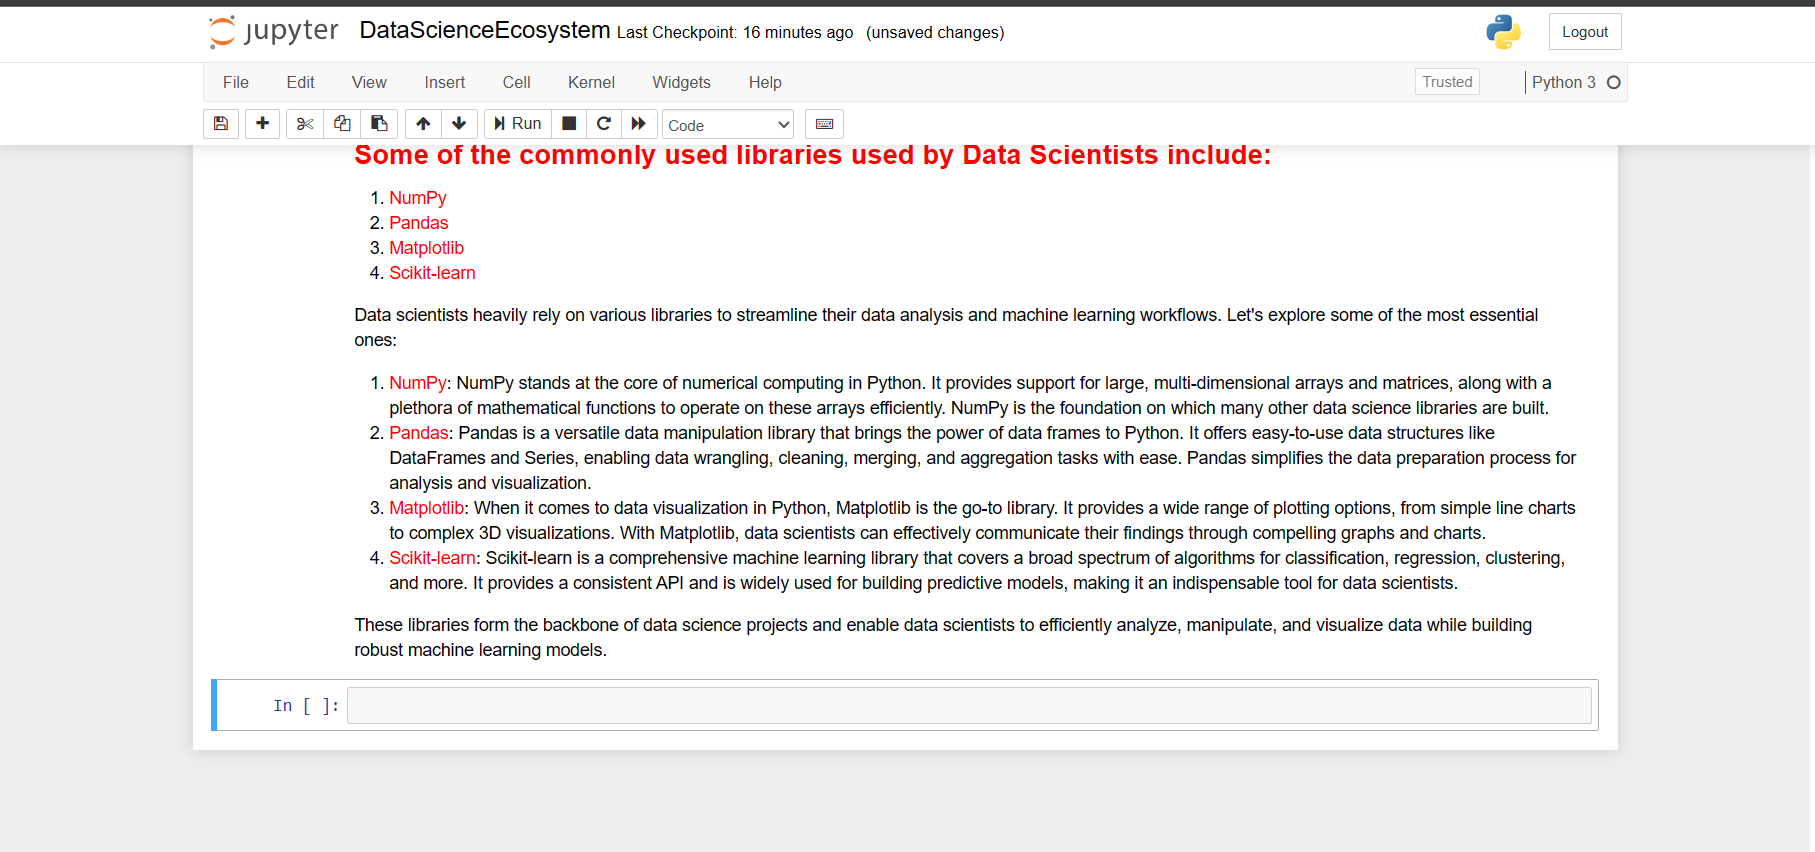 jupyter DataScienceEcosystem Last Checkpoint: 16 minutes ago (unsaved changes) Logout
File Edit View Insert Cell Kernel Widgets Help Trusted Python 3
Run Code
Some of the commonly used libraries used by Data Scientists include:
1. NumPy
2. Pandas
3. Matplotlib
4. Scikit-learn
Data scientists heavily rely on various libraries to streamline their data analysis and machine learning workflows. Let's explore some of the most essential
ones:
1. NumPy: NumPy stands at the core of numerical computing in Python. It provides support for large, multi-dimensional arrays and matrices, along with a
plethora of mathematical functions to operate on these arrays efficiently. NumPy is the foundation on which many other data science libraries are built.
2. Pandas: Pandas is a versatile data manipulation library that brings the power of data frames to Python. It offers easy-to-use data structures like
DataFrames and Series, enabling data wrangling, cleaning, merging, and aggregation tasks with ease. Pandas simplifies the data preparation process for
analysis and visualization.
3. Matplotlib: When it comes to data visualization in Python, Matplotlib is the go-to library. It provides a wide range of plotting options, from simple line charts
to complex 3D visualizations. With Matplotlib, data scientists can effectively communicate their findings through compelling graphs and charts.
4. Scikit-learn: Scikit-learn is a comprehensive machine learning library that covers a broad spectrum of algorithms for classification, regression, clustering,
and more. It provides a consistent API and is widely used for building predictive models, making it an indispensable tool for data scientists.
These libraries form the backbone of data science projects and enable data scientists to efficiently analyze, manipulate, and visualize data while building
robust machine learning models.
In [ ]: